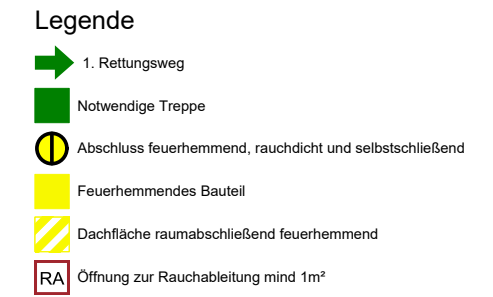 Legende
1. Rettungsweg
Notwendige Treppe
Abschluss feuerhemmend, rauchdicht und selbstschließend
Feuerhemmendes Bauteil
Dachfläche raumabschließend feuerhemmend
RA Öffnung zur Rauchableitung mind 1m²